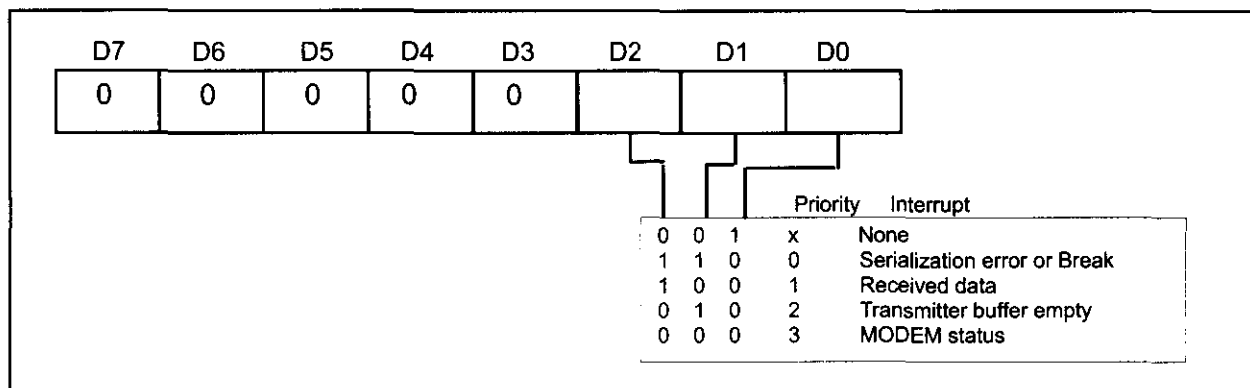 D7 D6 D5 D4 D3 D2 D1 D0
0 0 0 0 0
Priority Interrupt
0 0 1 x None
1 1 0 0 Serialization error or Break
1 0 0 1 Received data
0 1 0 2 Transmitter buffer empty
0 0 0 3 MODEM status